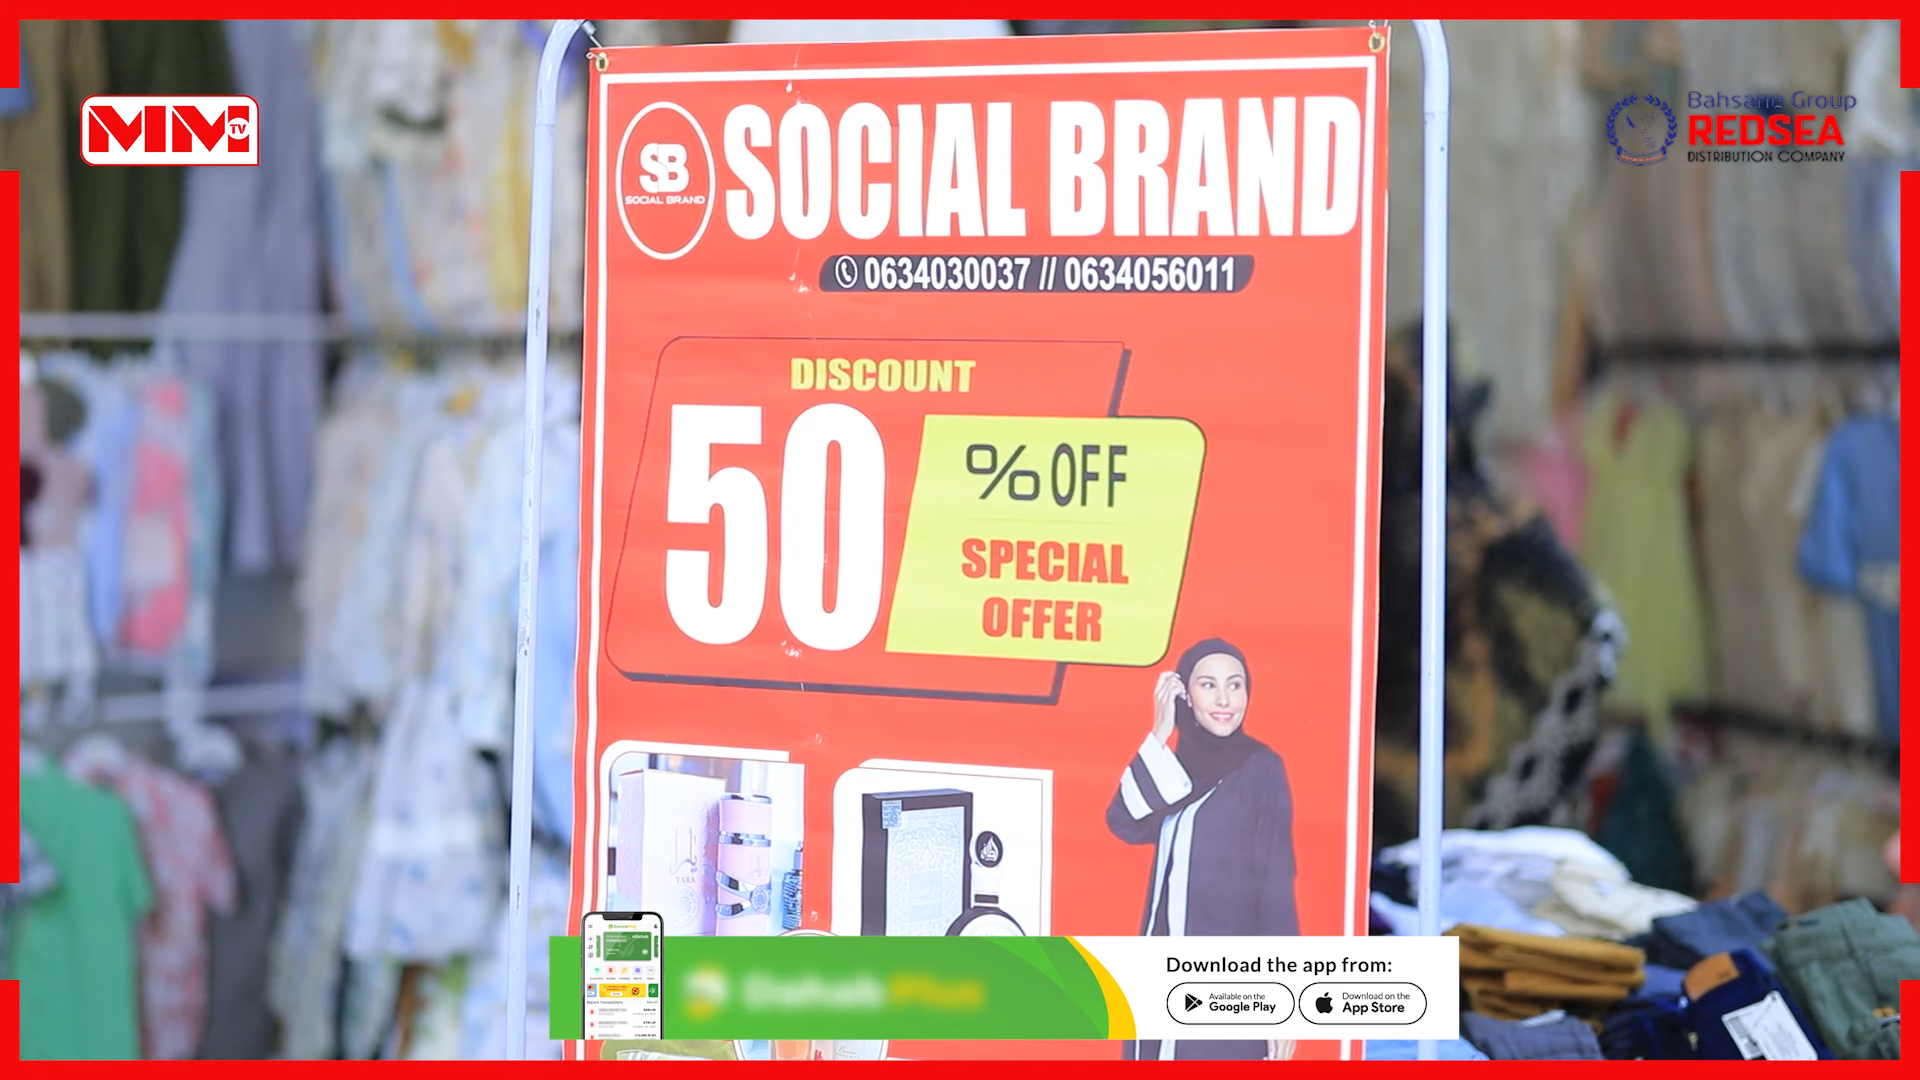 MM TV
Bahsane Group
REDSEA
DISTRIBUTION COMPANY
SB
SOCIAL BRAND
SOCIAL BRAND
0634030037 // 0634056011
DISCOUNT
50
% OFF
SPECIAL
OFFER
YARA
Download the app from:
Available on the
Google Play
Download on the
App Store